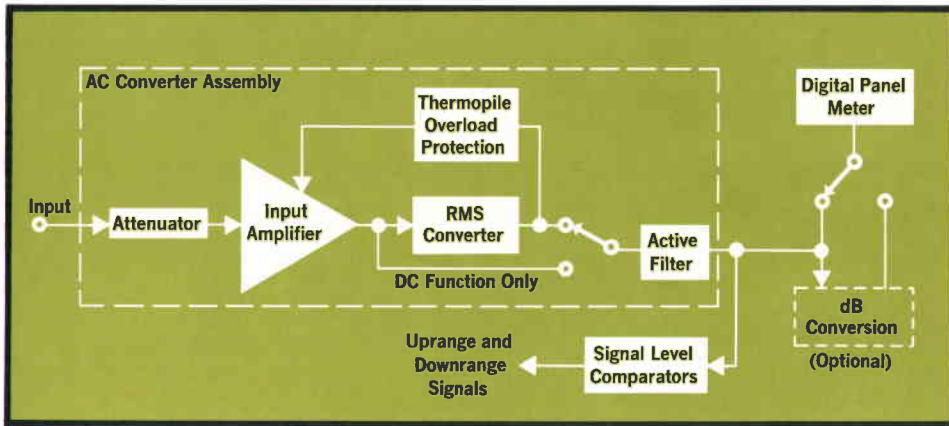 AC Converter Assembly
Thermopile
Overload
Protection
Digital Panel
Meter
Input
Attenuator
Input
Amplifier
RMS
Converter
Active
Filter
DC Function Only
dB
Conversion
(Optional)
Uprange and
Downrange
Signals
Signal Level
Comparators